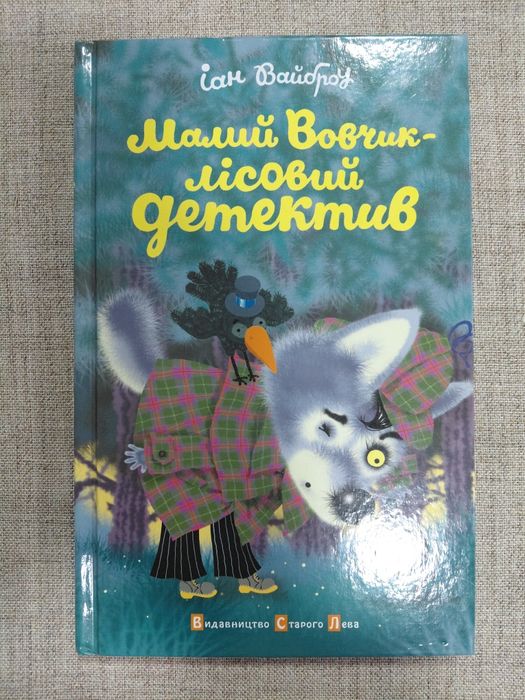 Іан Вайброу
Малий Вовчик-
лісовий
детектив
Видавництво Старого Лева